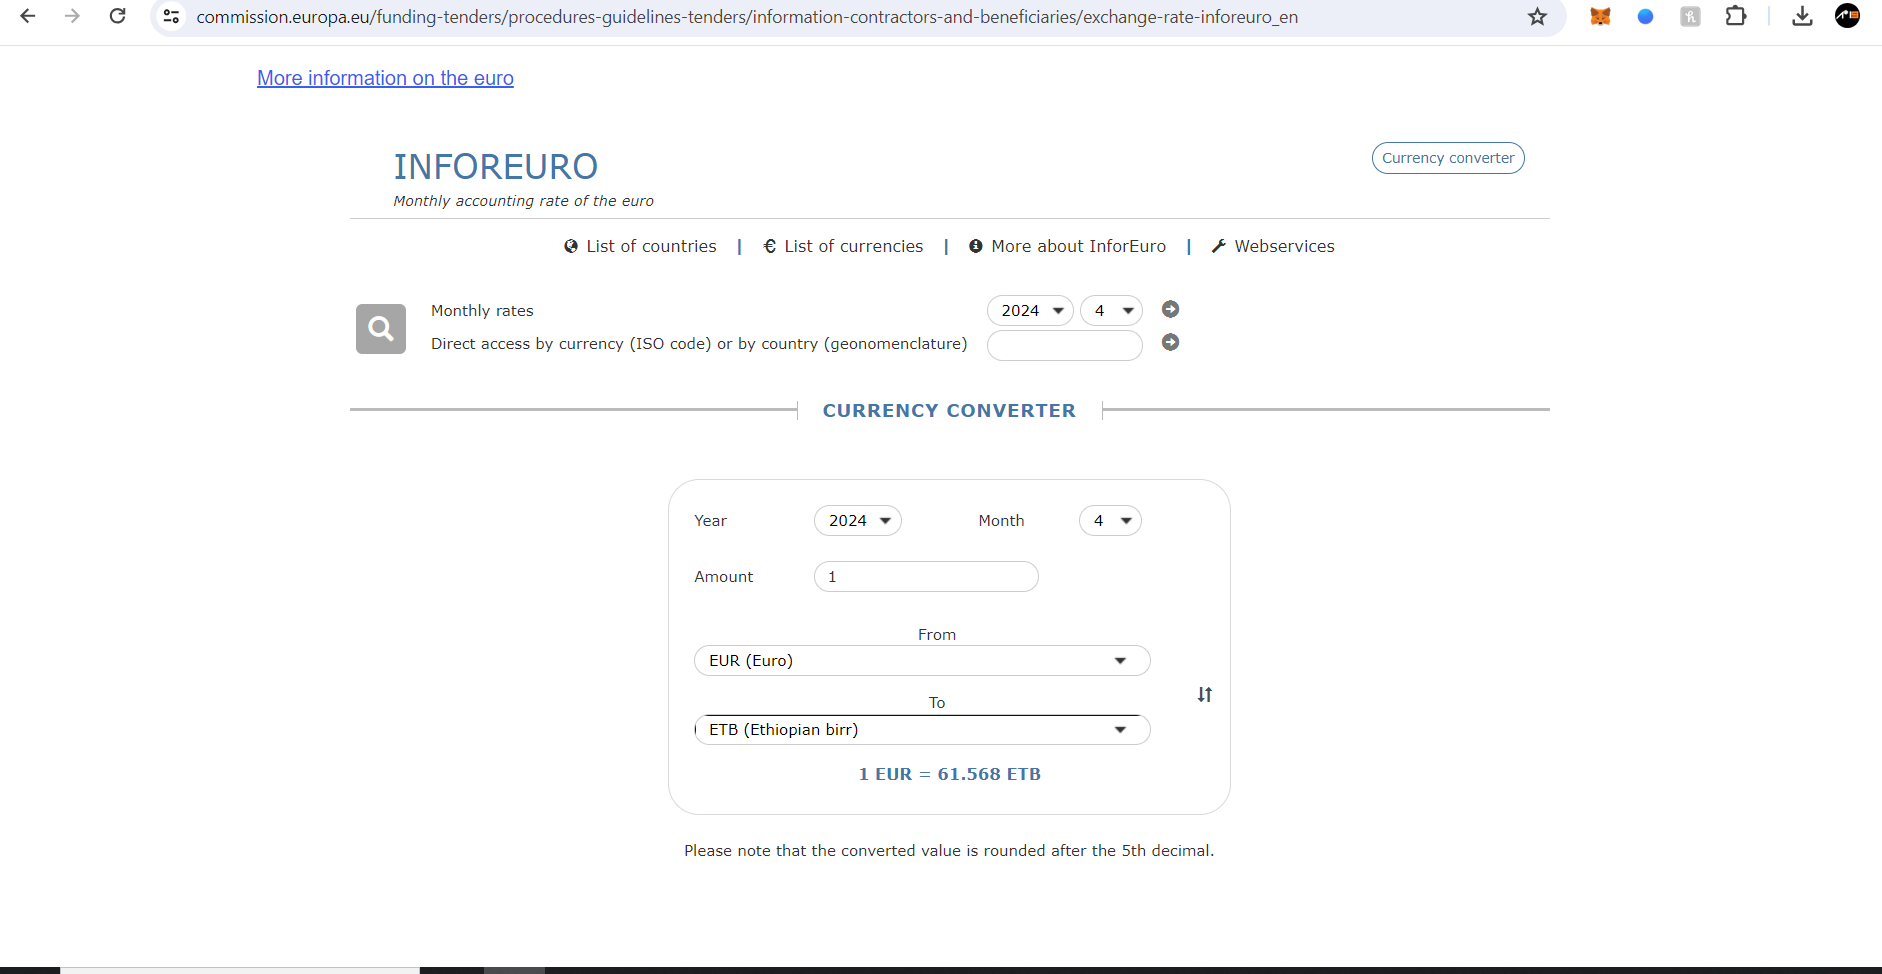 commission.europa.eu/funding-tenders/procedures-guidelines-tenders/information-contractors-and-beneficiaries/exchange-rate-inforeuro_en
More information on the euro
INFOREURO
Currency converter
Monthly accounting rate of the euro
List of countries | € List of currencies | More about InforEuro | Webservices
Monthly rates 2024 4
Direct access by currency (ISO code) or by country (geonomenclature)
CURRENCY CONVERTER
Year 2024 Month 4
Amount 1
From
EUR (Euro)
To
ETB (Ethiopian birr)
1 EUR = 61.568 ETB
Please note that the converted value is rounded after the 5th decimal.